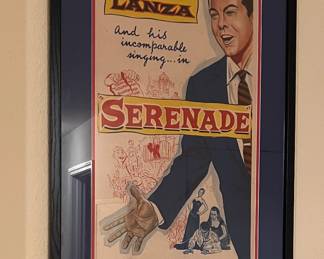 LANZA
And his
incomparable
singing...in
SERENADE